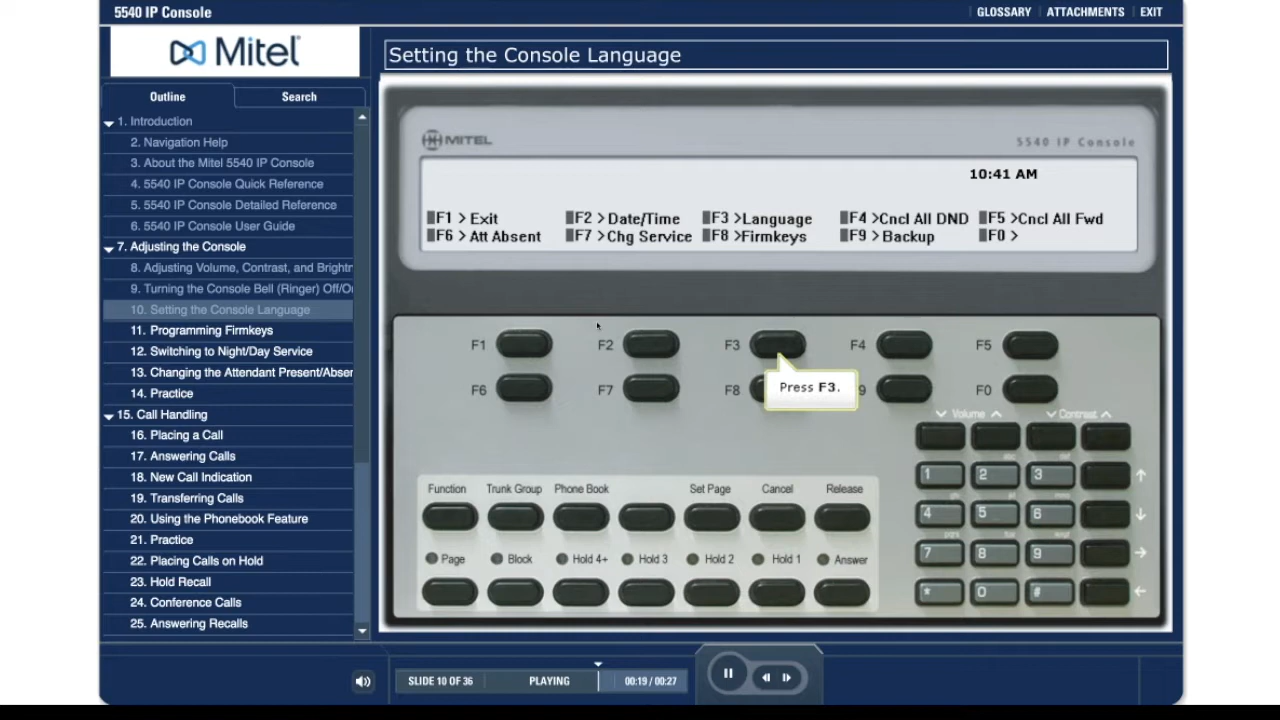 5540 IP Console
GLOSSARY
ATTACHMENTS
EXIT
Mitel
Setting the Console Language
Outline
Search
1. Introduction
2. Navigation Help
3. About the Mitel 5540 IP Console
4. 5540 IP Console Quick Reference
5. 5540 IP Console Detailed Reference
6. 5540 IP Console User Guide
7. Adjusting the Console
8. Adjusting Volume, Contrast, and Brightn
9. Turning the Console Bell (Ringer) Off/O
10. Setting the Console Language
11. Programming Firmkeys
12. Switching to Night/Day Service
13. Changing the Attendant Present/Abser
14. Practice
15. Call Handling
16. Placing a Call
17. Answering Calls
18. New Call Indication
19. Transferring Calls
20. Using the Phonebook Feature
21. Practice
22. Placing Calls on Hold
23. Hold Recall
24. Conference Calls
25. Answering Recalls
MITEL
5540 IP Console
10:41 AM
F1 > Exit F2 > Date/Time F3 >Language F4 >Cncl All DND F5 >Cncl All Fwd
F6 > Att Absent F7 >Chg Service F8 >Firmkeys F9 >Backup F0 >
F1 F2 F3 F4 F5
F6 F7 F8 9 F0
Press F3.
Volume Contrast
1 2 3
4 5 6
7 8 9
* 0 #
Function Trunk Group Phone Book Set Page Cancel Release
Page Block Hold 4+ Hold 3 Hold 2 Hold 1 Answer
SLIDE 10 OF 36
PLAYING
00:19 / 00:27